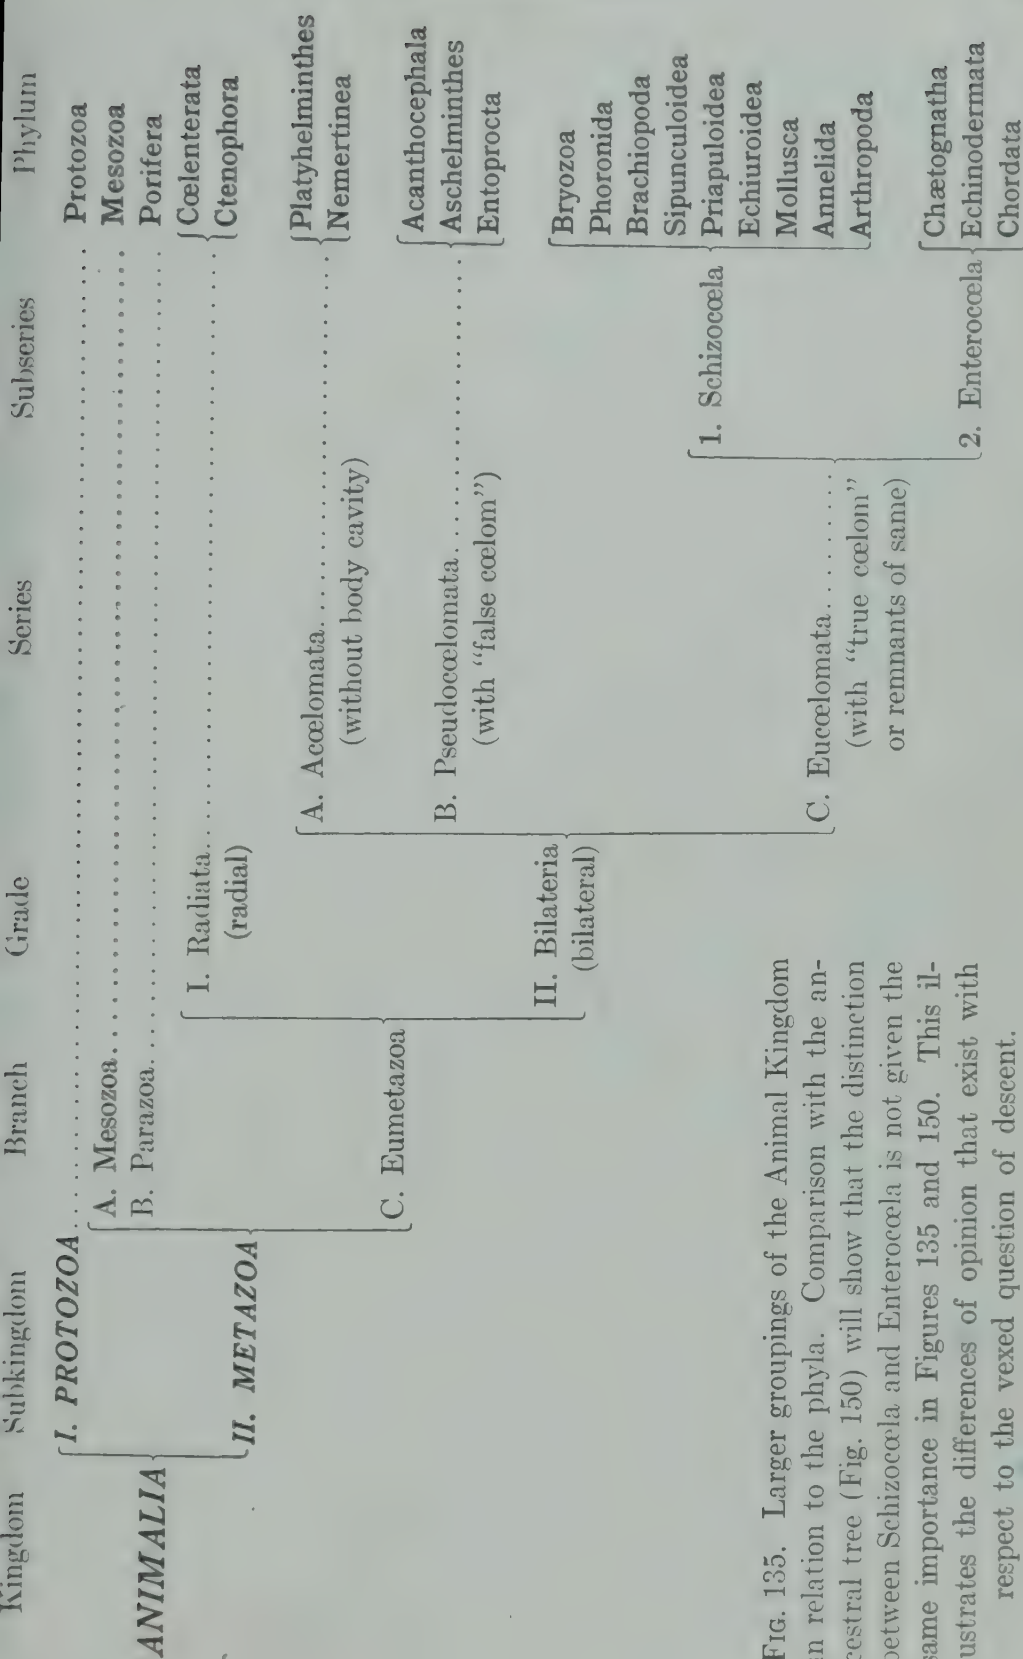 Kingdom Subkingdom Branch Grade Series Subseries Phylum
I. PROTOZOA Protozoa
A. Mesozoa Mesozoa
B. Parazoa Porifera
ANIMALIA
I. Radiata Cœlenterata
(radial) Ctenophora
II. METAZOA
A. Acœlomata Platyhelminthes
(without body cavity) Nemertinea
C. Eumetazoa
Acanthocephala
B. Pseudocœlomata Aschelminthes
(with “false cœlom”) Entoprocta
II. Bilateria
(bilateral)
Bryozoa
Phoronida
Brachiopoda
Sipunculoidea
1. Schizocœla Priapuloidea
Echiuroidea
Mollusca
C. Eucœlomata Annelida
(with “true cœlom” Arthropoda
or remnants of same)
Chætognatha
2. Enterocœla Echinodermata
Chordata
FIG. 135. Larger groupings of the Animal Kingdom
in relation to the phyla. Comparison with the an-
cestral tree (Fig. 150) will show that the distinction
between Schizocœla and Enterocœla is not given the
same importance in Figures 135 and 150. This il-
lustrates the differences of opinion that exist with
respect to the vexed question of descent.